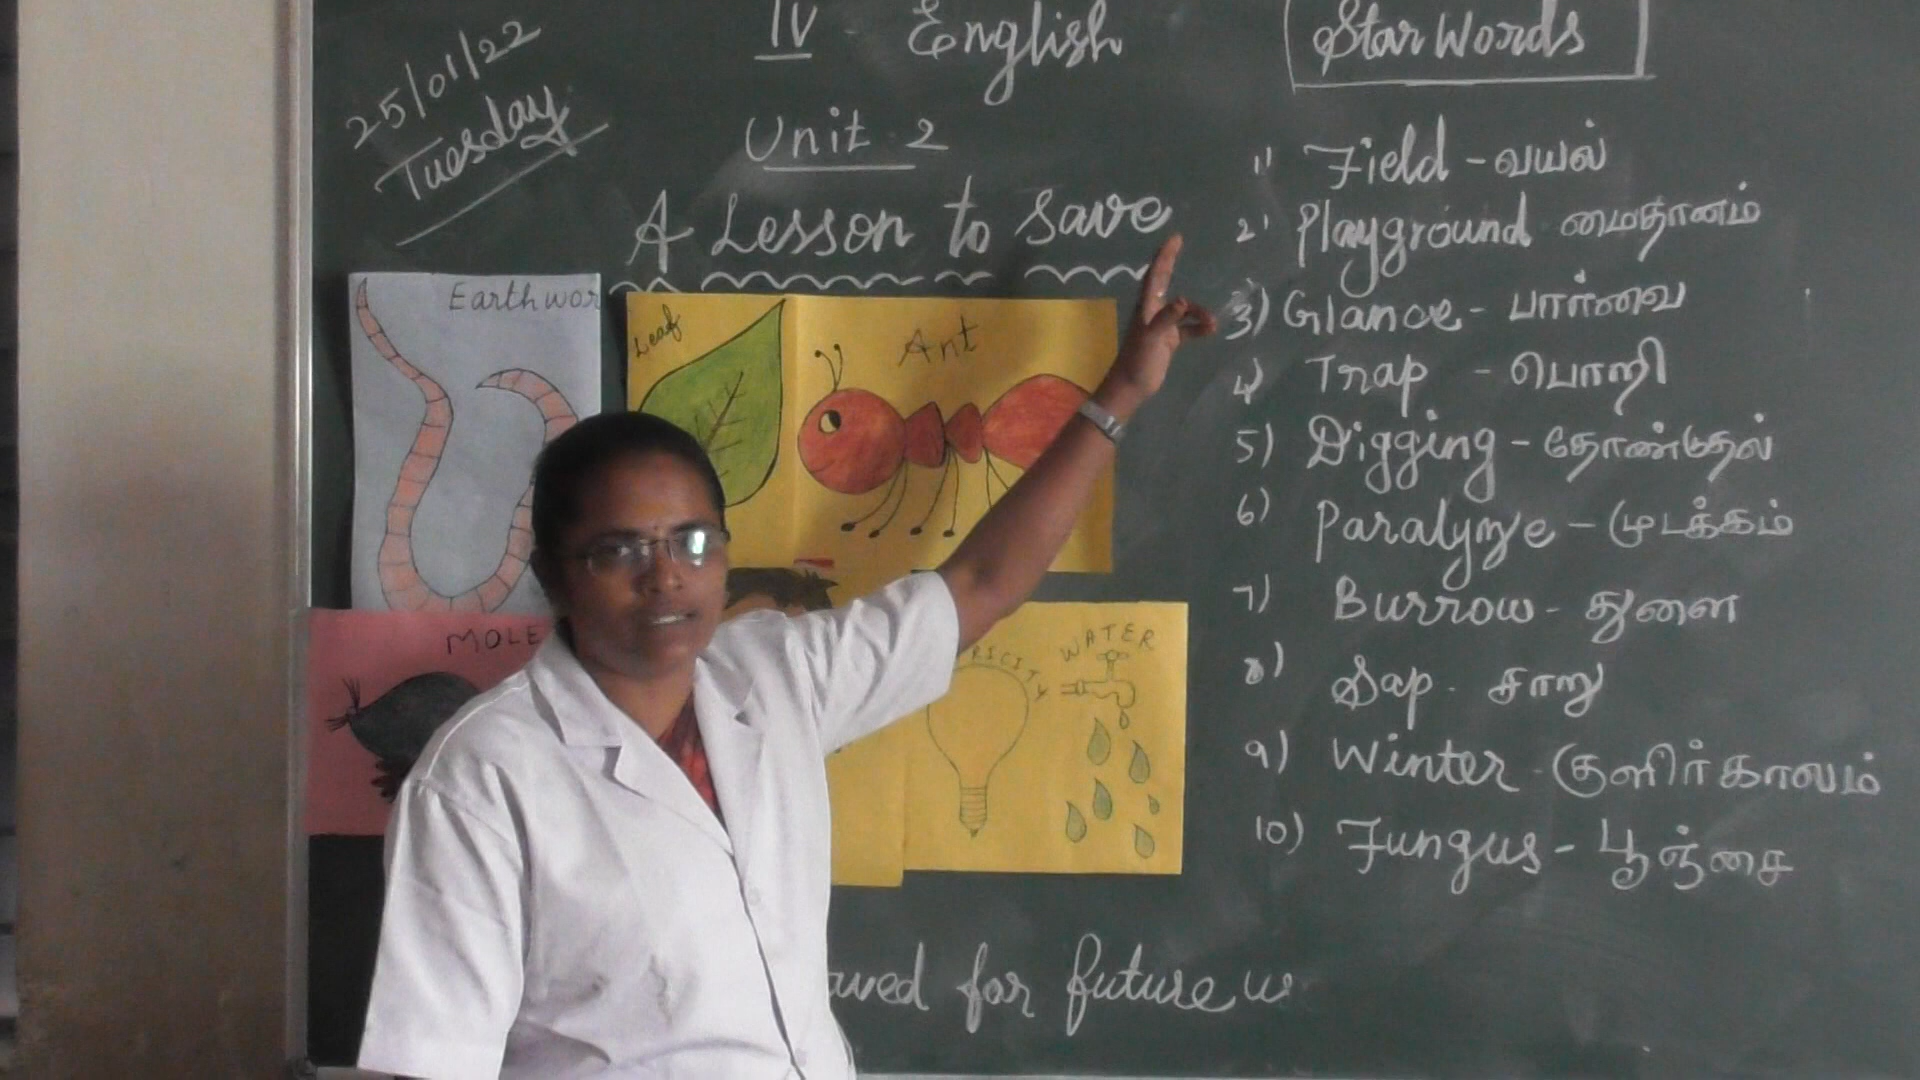 25/01/22
Tuesday
IV English
Unit 2
A Lesson to save
Earthwor
Leaf
Ant
MOLE
RICITY
WATER
Star Words
1) Field - வயல்
2) Playground மைதானம்
3) Glance - பார்வை
4) Trap - பொறி
5) Digging - தோண்டுதல்
6) Paralyze - முடக்கம்
7) Burrow - துளை
8) Sap - சாறு
9) Winter - குளிர்காலம்
10) Fungus - பூஞ்சை
aved for future u